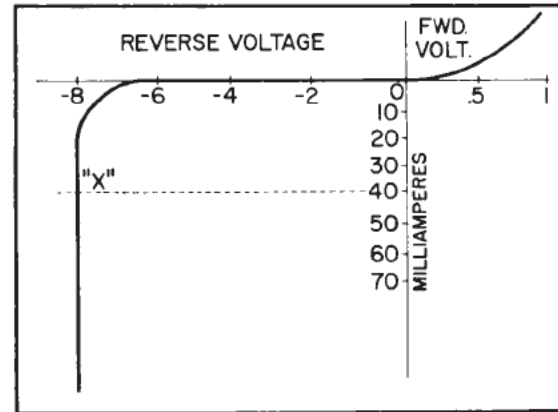 REVERSE VOLTAGE
FWD.
VOLT.
-8 -6 -4 -2 0 .5 1
10
20
"X"
30
40
50
60
70
MILLIAMPERES